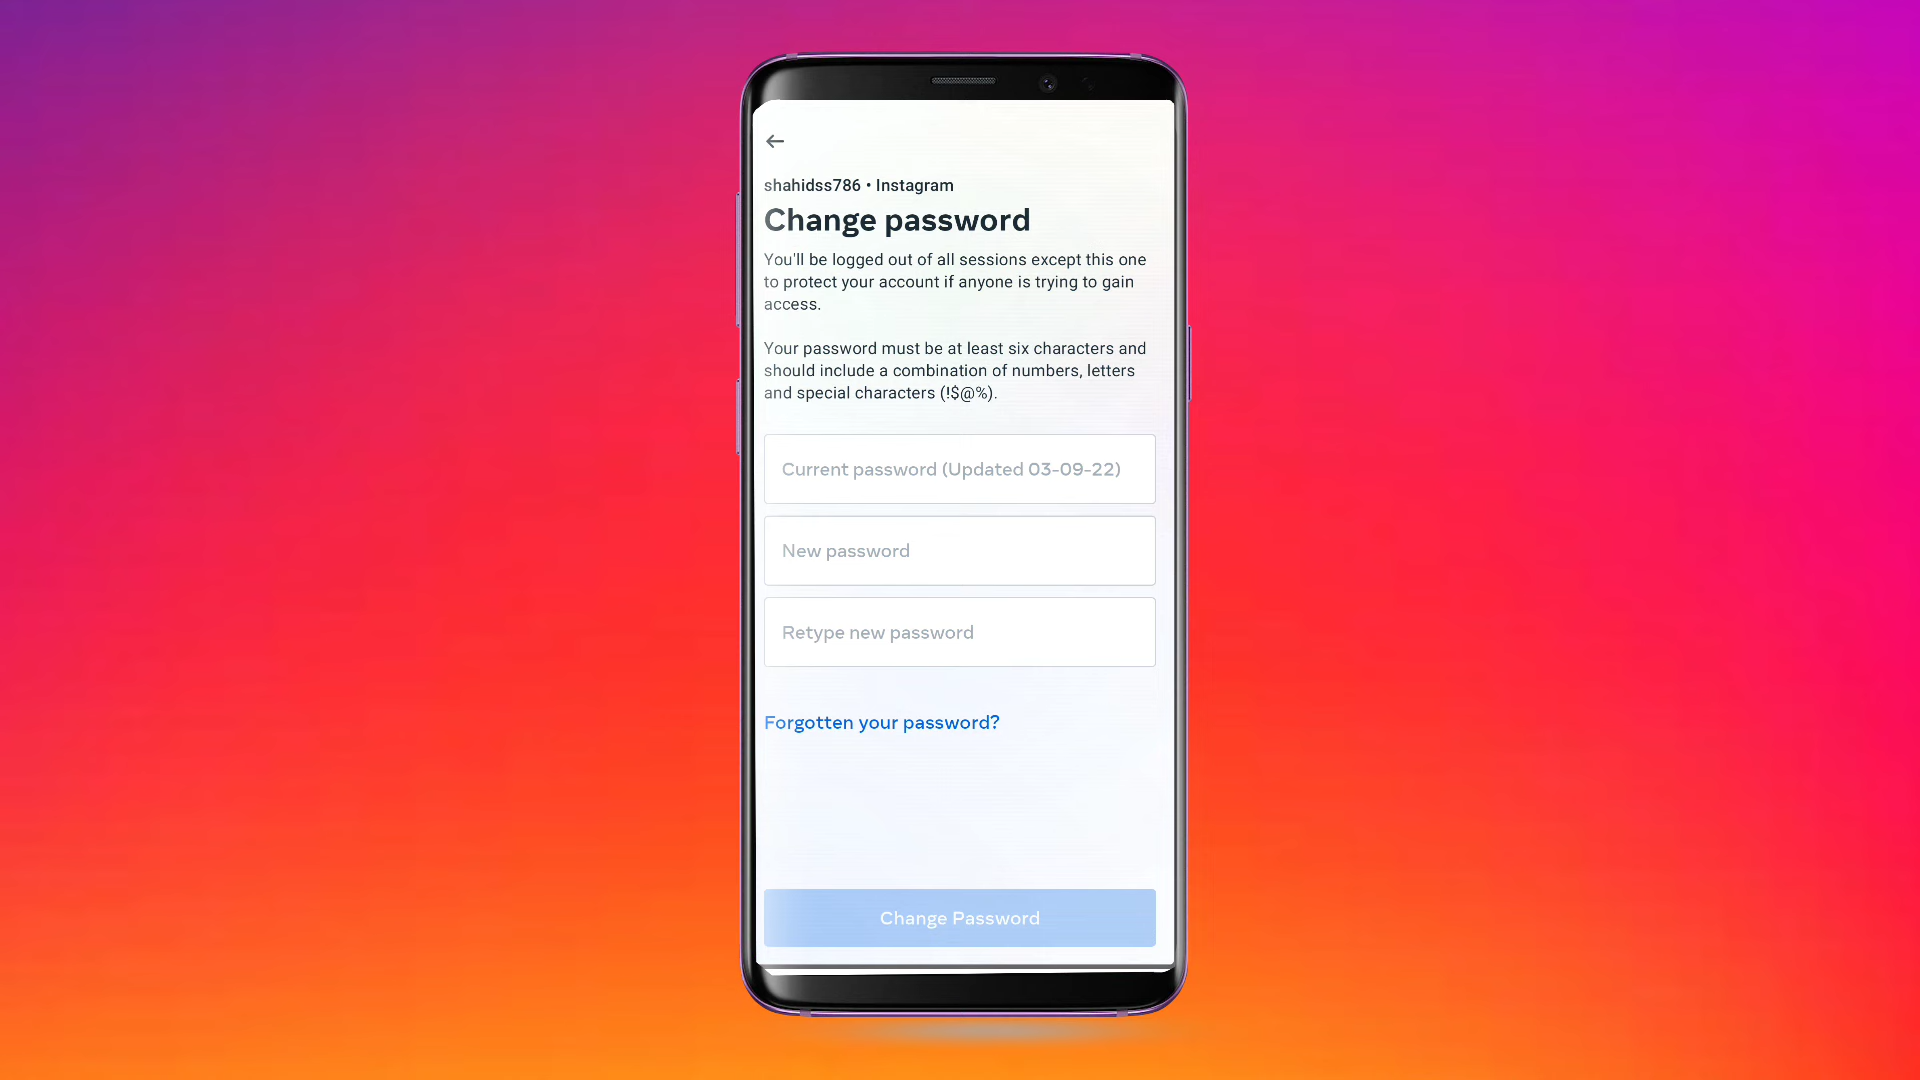 shahidss786 • Instagram
Change password
You'll be logged out of all sessions except this one
to protect your account if anyone is trying to gain
access.
Your password must be at least six characters and
should include a combination of numbers, letters
and special characters (!$@%).
Current password (Updated 03-09-22)
New password
Retype new password
Forgotten your password?
Change Password